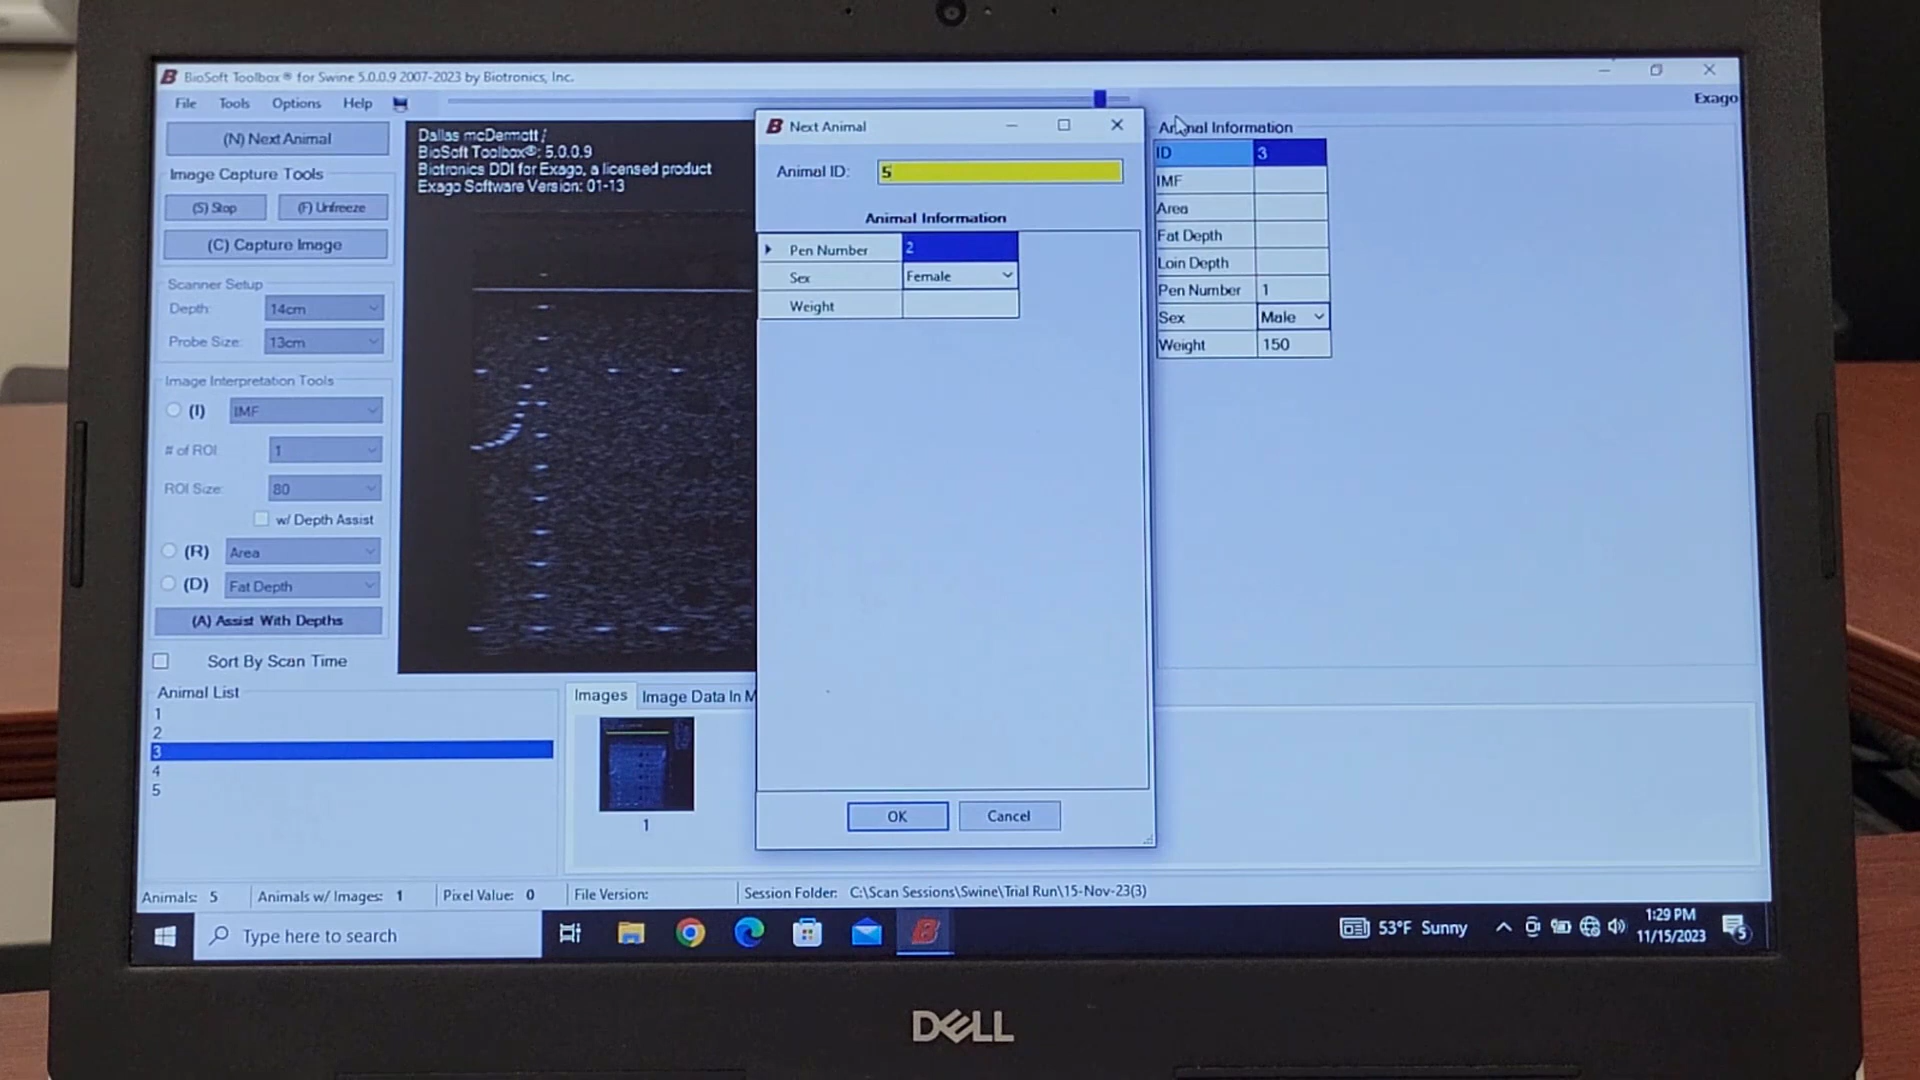 BioSoft Toolbox® for Swine 5.0.0.9 2007-2023 by Biotronics, Inc.
File Tools Options Help
Exago
(N) Next Animal
Image Capture Tools
(S) Stop
(F) Unfreeze
(C) Capture Image
Scanner Setup
Depth: 14cm
Probe Size: 13cm
Image Interpretation Tools
(I) IMF
# of ROI 1
ROI Size: 80
w/ Depth Assist
(R) Area
(D) Fat Depth
(A) Assist With Depths
Sort By Scan Time
Dallas mcDermott /
BioSoft Toolbox®: 5.0.0.9
Biotronics DDI for Exago, a licensed product
Exago Software Version: 01-13
Next Animal
Animal ID: 5
Animal Information
Pen Number 2
Sex Female
Weight
OK Cancel
Animal Information
ID 3
IMF
Area
Fat Depth
Loin Depth
Pen Number 1
Sex Male
Weight 150
Animal List
1
2
3
4
5
Images
Image Data In M
1
Animals: 5
Animals w/ Images: 1
Pixel Value: 0
File Version:
Session Folder: C:\Scan Sessions\Swine\Trial Run\15-Nov-23(3)
Type here to search
53°F Sunny
1:29 PM
11/15/2023
5
DELL